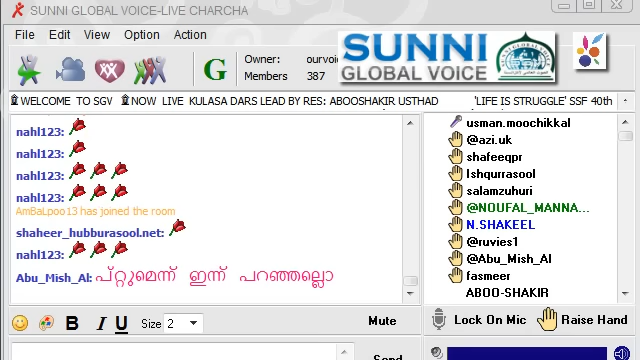 SUNNI GLOBAL VOICE-LIVE CHARCHA
File Edit View Option Action
G
Owner: ourvoi
Members 387
SUNNI
GLOBAL VOICE
WELCOME TO SGV NOW LIVE KULASA DARS LEAD BY RES: ABOOSHAKIR USTHAD 'LIFE IS STRUGGLE' SSF 40th
nahl123:
nahl123:
nahl123:
nahl123:
AmBaLpoo13 has joined the room
shaheer_hubburasool.net:
nahl123:
Abu_Mish_Al: പ്റ്റുമെന്ന് ഇന്ന് പറഞ്ഞല്ലൊ
usman.moochikkal
@azi.uk
shafeeqpr
Ishqurrasool
salamzuhuri
@NOUFAL_MANNA...
N.SHAKEEL
@ruvies1
@Abu_Mish_Al
fasmeer
ABOO-SHAKIR
B I U Size 2 Mute
Lock On Mic Raise Hand
Send